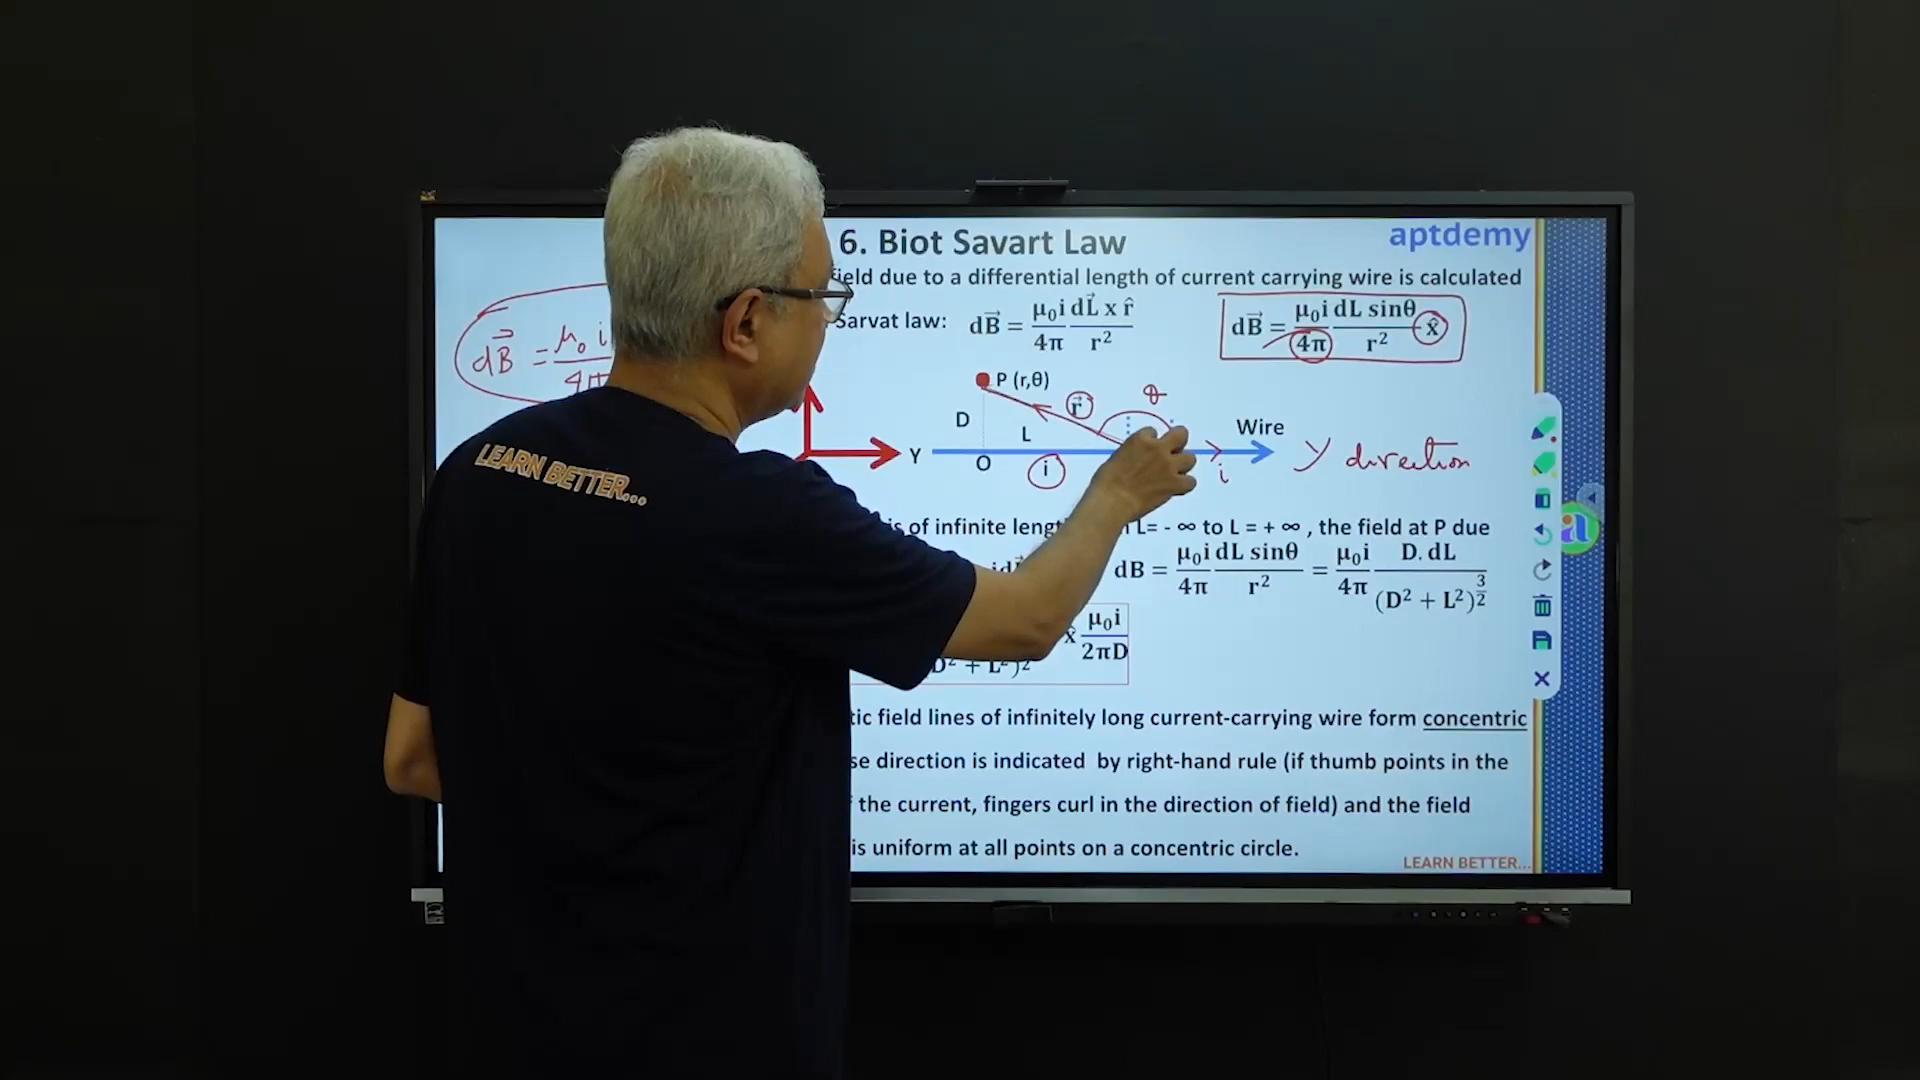 6. Biot Savart Law
aptdemy
field due to a differential length of current carrying wire is calculated
Sarvat law: dB⃗ = μ₀i/4π dL⃗ x r̂/r²
dB⃗ = μ₀i/4π dL sinθ/r² x̂
dB⃗ = μ₀ i/4π
P (r,θ)
r⃗
θ
D
L
Wire
Y
O
i
i
Y direction
of infinite L= - ∞ to L = + ∞ , the field at P due
dB = μ₀i/4π dL sinθ/r² = μ₀i/4π D. dL/(D² + L²)^(3/2)
x̂ μ₀i/2πD
field lines of infinitely long current-carrying wire form concentric
direction is indicated by right-hand rule (if thumb points in the
the current, fingers curl in the direction of field) and the field
is uniform at all points on a concentric circle.
LEARN BETTER...
LEARN BETTER...